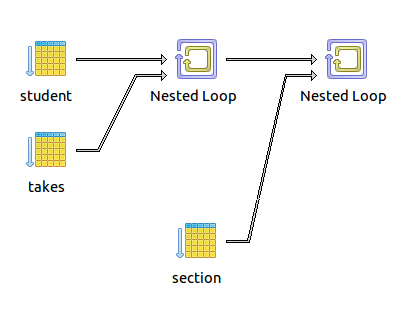 student
Nested Loop
Nested Loop
takes
section